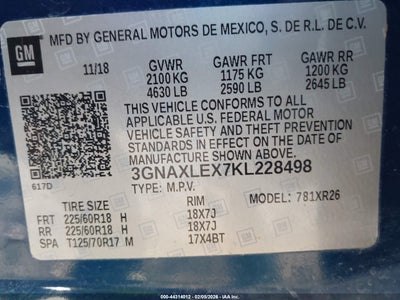 GM
MFD BY GENERAL MOTORS DE MEXICO, S. DE R.L. DE C.V.
11/18 GVWR GAWR FRT GAWR RR
2100 KG 1175 KG 1200 KG
4630 LB 2590 LB 2645 LB
THIS VEHICLE CONFORMS TO ALL
APPLICABLE U.S. FEDERAL MOTOR
VEHICLE SAFETY AND THEFT PREVENTION
STANDARDS IN EFFECT ON THE DATE OF
MANUFACTURE SHOWN ABOVE.
617D
3GNAXLEX7KL228498
TYPE: M.P.V. MODEL: 781XR26
TIRE SIZE RIM
FRT 225/60R18 H 18X7J
RR 225/60R18 H 18X7J
SPA T125/70R17 M 17X4BT
000-44314012 - 02/05/2026 - IAAI